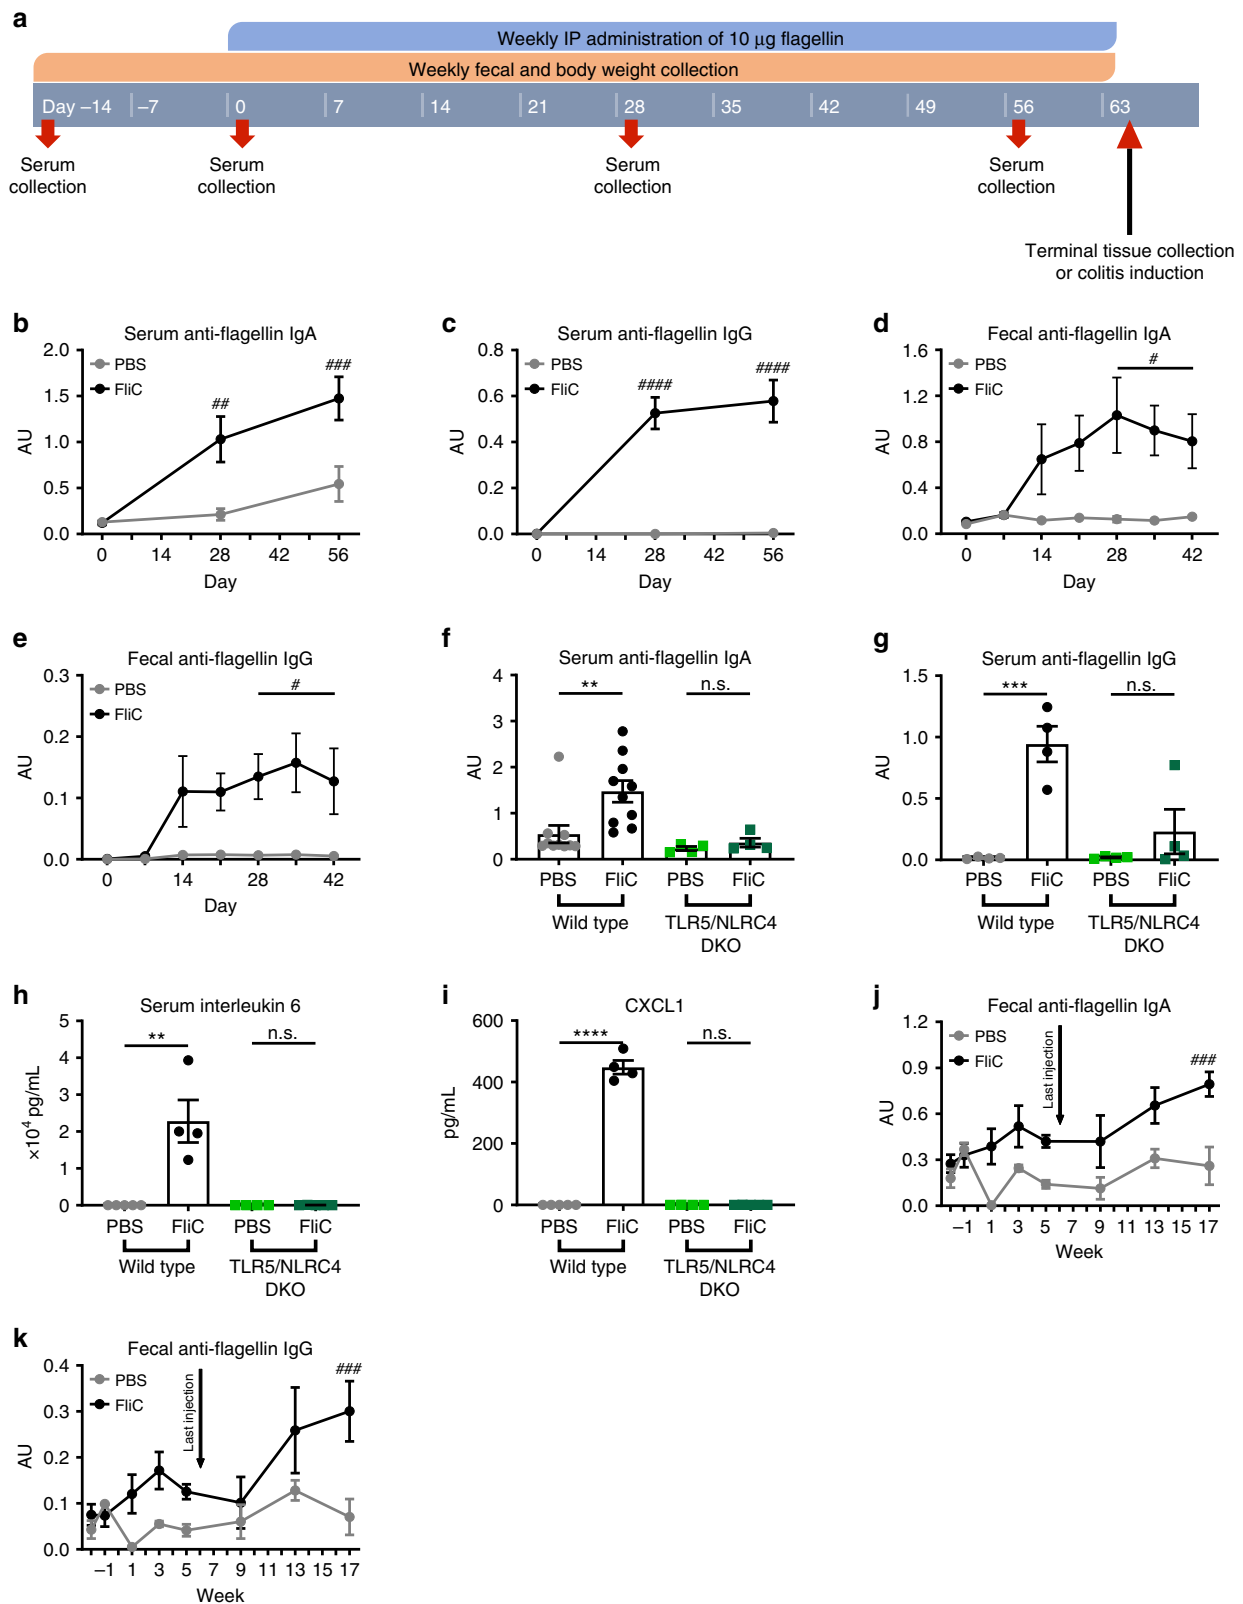 a
Weekly IP administration of 10 μg flagellin
Weekly fecal and body weight collection
Day –14 –7 0 7 14 21 28 35 42 49 56 63
Serum collection
Serum collection
Serum collection
Serum collection
Terminal tissue collection
or colitis induction
b
Serum anti-flagellin IgA
2.0
1.5
1.0
0.5
0.0
AU
PBS
FliC
##
###
0 14 28 42 56
Day
c
Serum anti-flagellin IgG
0.8
0.6
0.4
0.2
0.0
AU
PBS
FliC
####
####
0 14 28 42 56
Day
d
Fecal anti-flagellin IgA
1.6
1.2
0.8
0.4
0.0
AU
PBS
FliC
#
0 14 28 42
Day
e
Fecal anti-flagellin IgG
0.3
0.2
0.1
0.0
AU
PBS
FliC
#
0 14 28 42
Day
f
Serum anti-flagellin IgA
4
3
2
1
0
AU
**
n.s.
PBS FliC PBS FliC
Wild type
TLR5/NLRC4
DKO
g
Serum anti-flagellin IgG
1.5
1.0
0.5
0.0
AU
***
n.s.
PBS FliC PBS FliC
Wild type
TLR5/NLRC4
DKO
h
Serum interleukin 6
5
4
3
2
1
0
×10⁴ pg/mL
**
n.s.
PBS FliC PBS FliC
Wild type
TLR5/NLRC4
DKO
i
CXCL1
600
400
200
0
pg/mL
****
n.s.
PBS FliC PBS FliC
Wild type
TLR5/NLRC4
DKO
j
Fecal anti-flagellin IgA
1.2
0.9
0.6
0.3
0.0
AU
PBS
FliC
Last injection
###
–1 1 3 5 7 9 11 13 15 17
Week
k
Fecal anti-flagellin IgG
0.4
0.3
0.2
0.1
0.0
AU
PBS
FliC
Last injection
###
–1 1 3 5 7 9 11 13 15 17
Week